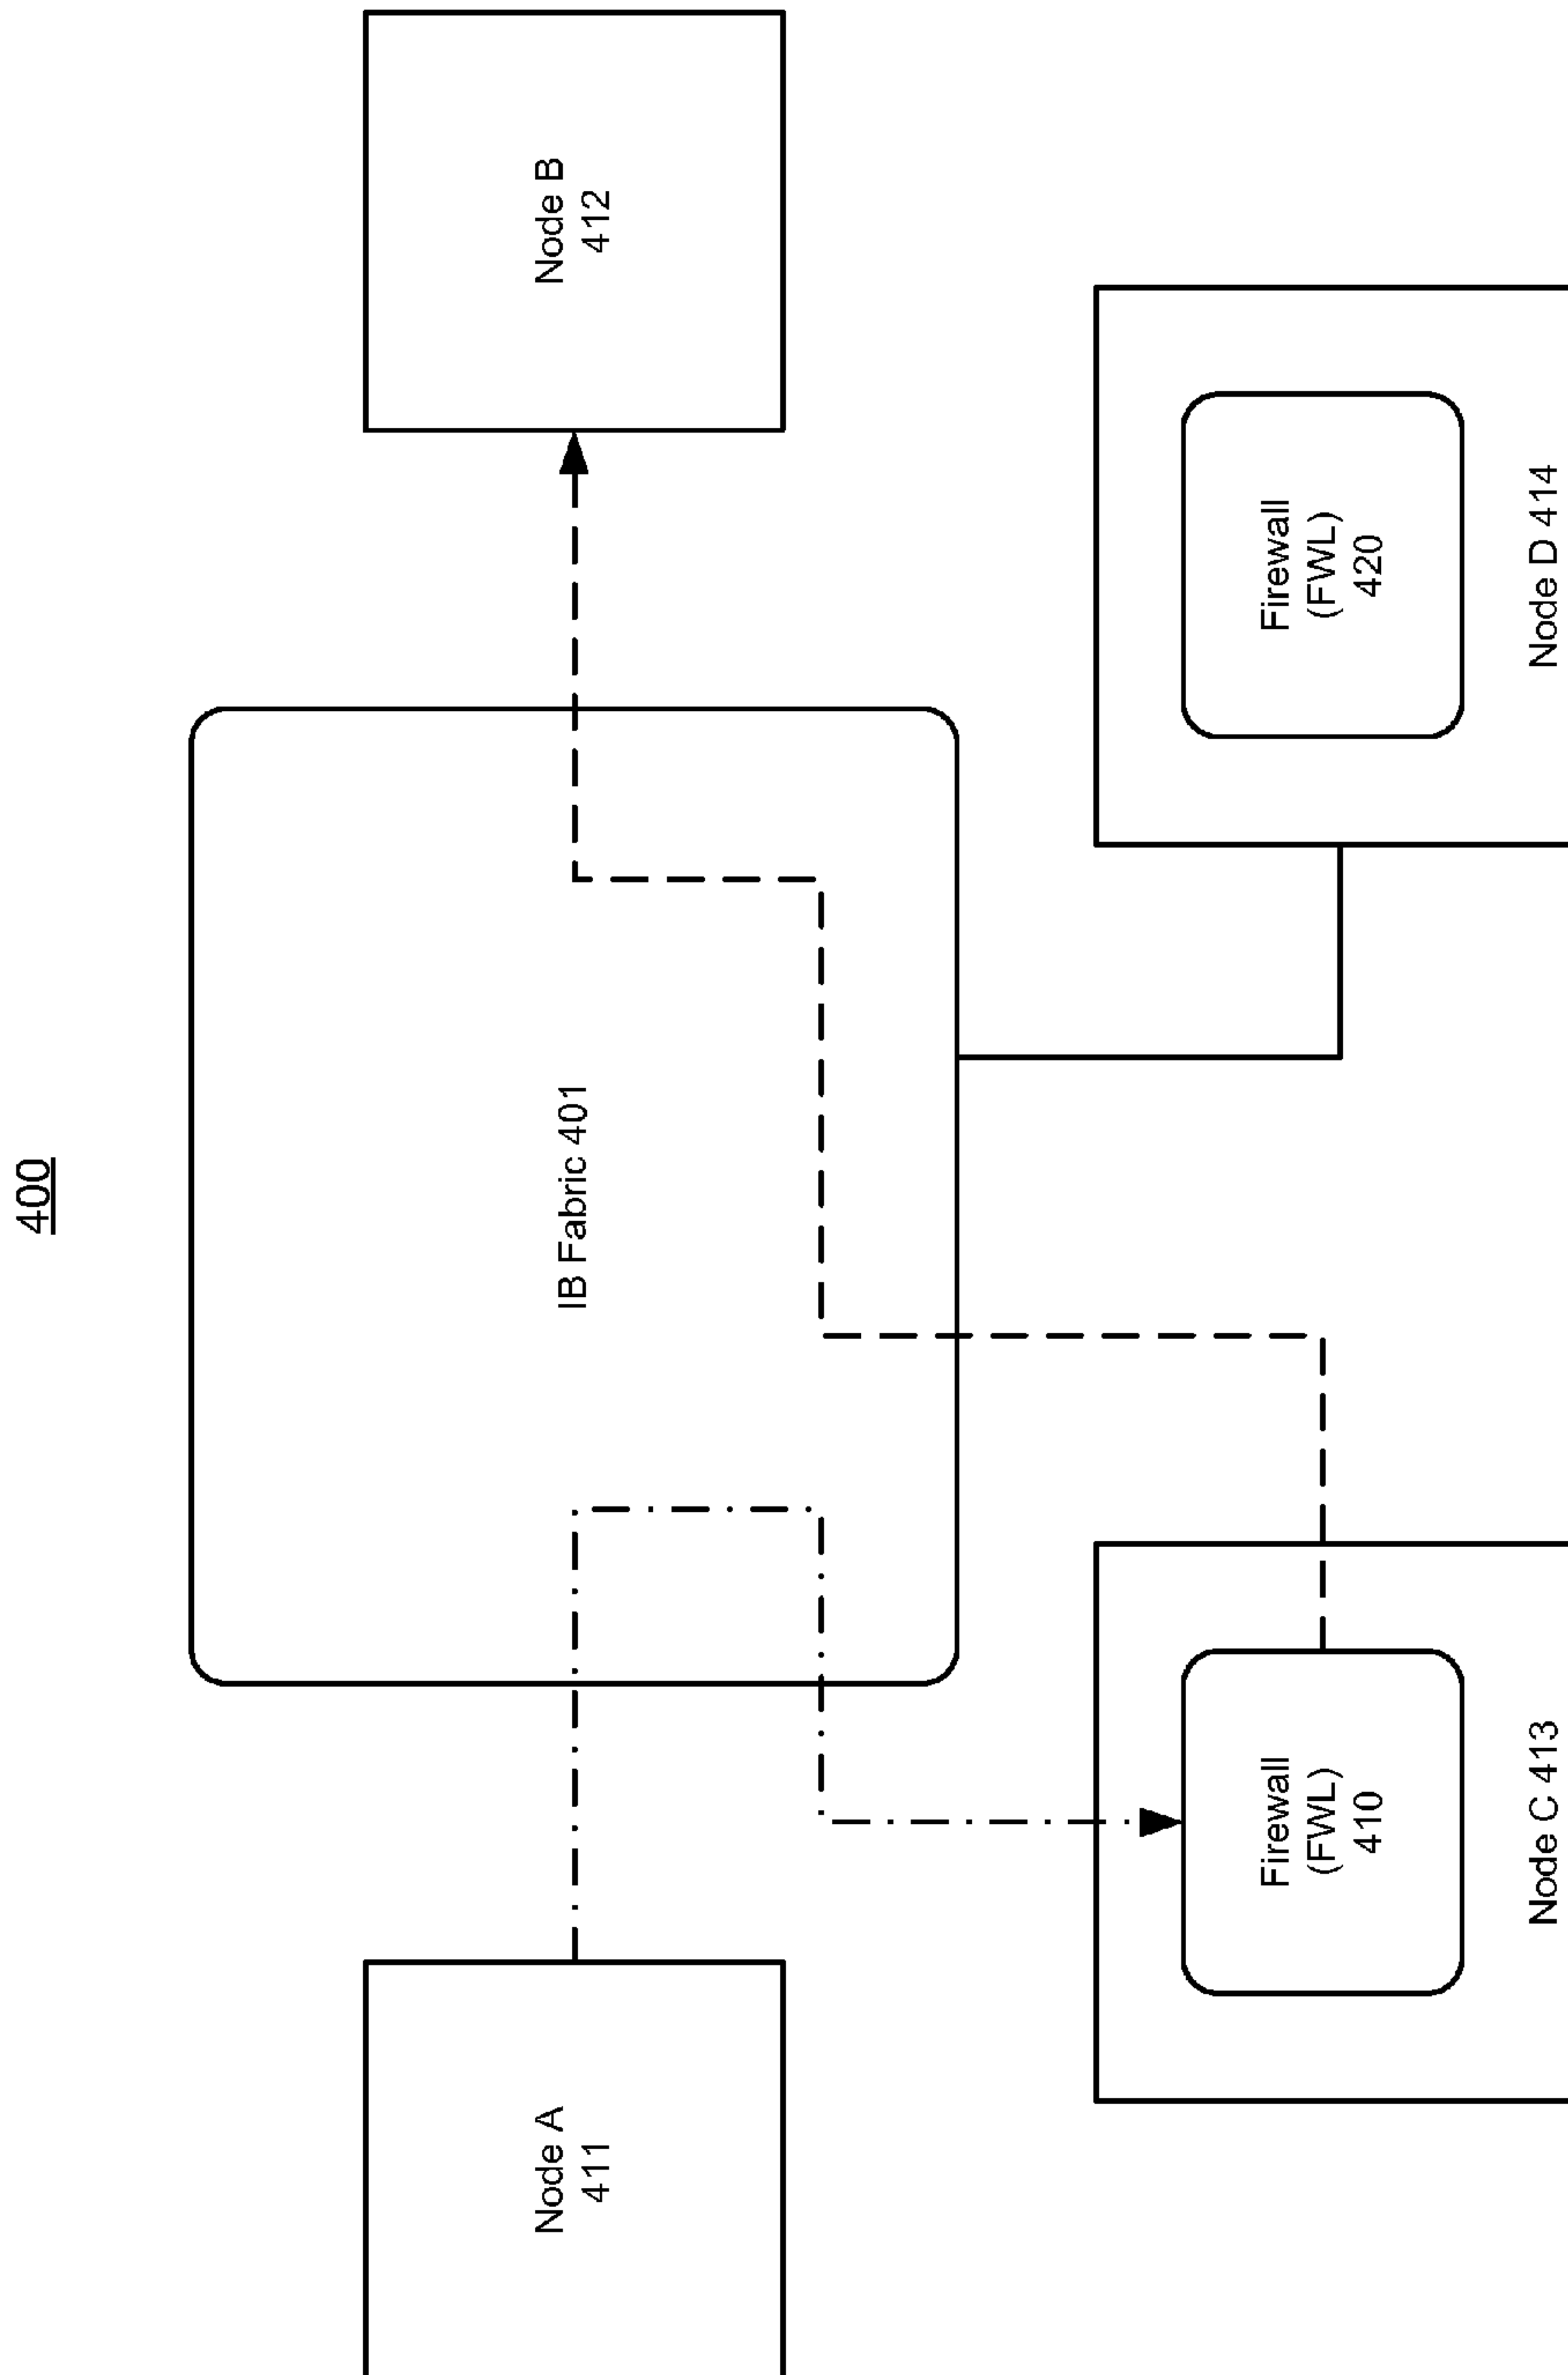 400
Node A
411
IB Fabric 401
Node B
412
Firewall
(FWL)
410
Node C 413
Firewall
(FWL)
420
Node D 414